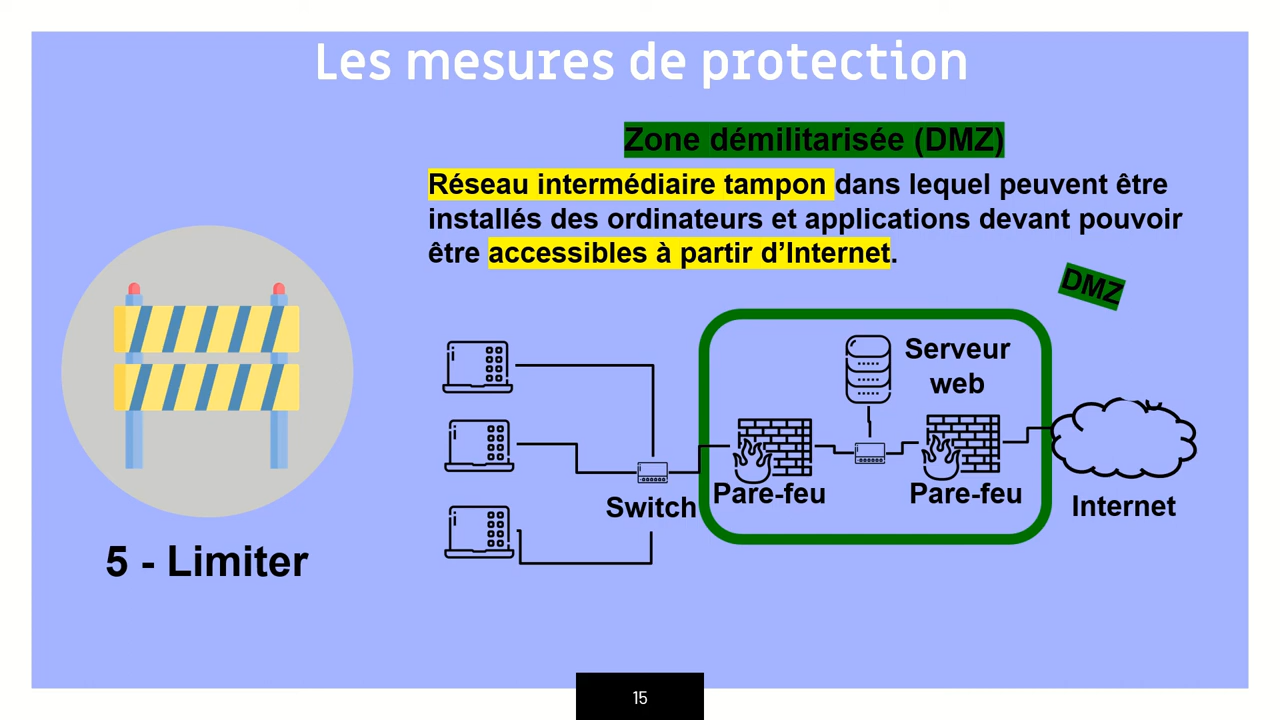 Les mesures de protection
Zone démilitarisée (DMZ)
Réseau intermédiaire tampon dans lequel peuvent être
installés des ordinateurs et applications devant pouvoir
être accessibles à partir d'Internet.
DMZ
Serveur
web
Pare-feu
Pare-feu
Switch
Internet
5 - Limiter
15